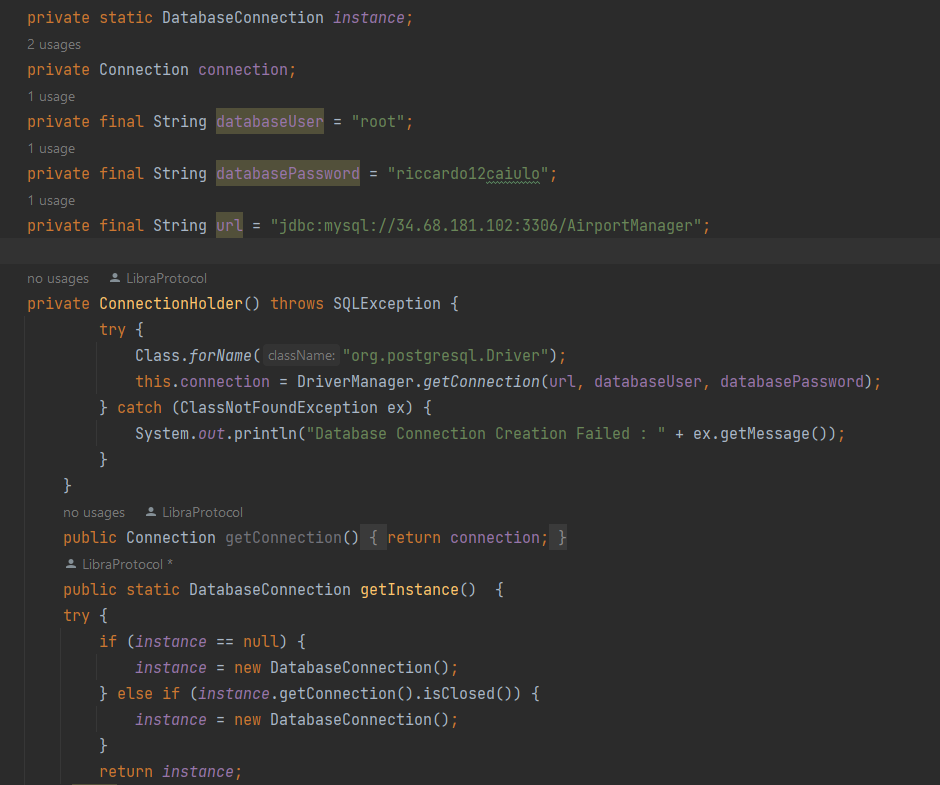 private static DatabaseConnection instance;
2 usages
private Connection connection;
1 usage
private final String databaseUser = "root";
1 usage
private final String databasePassword = "riccardo12caiulo";
1 usage
private final String url = "jdbc:mysql://34.68.181.102:3306/AirportManager";
no usages LibraProtocol
private ConnectionHolder() throws SQLException {
try {
Class.forName( className: "org.postgresql.Driver");
this.connection = DriverManager.getConnection(url, databaseUser, databasePassword);
} catch (ClassNotFoundException ex) {
System.out.println("Database Connection Creation Failed : " + ex.getMessage());
}
}
no usages LibraProtocol
public Connection getConnection() { return connection; }
LibraProtocol *
public static DatabaseConnection getInstance() {
try {
if (instance == null) {
instance = new DatabaseConnection();
} else if (instance.getConnection().isClosed()) {
instance = new DatabaseConnection();
}
return instance;